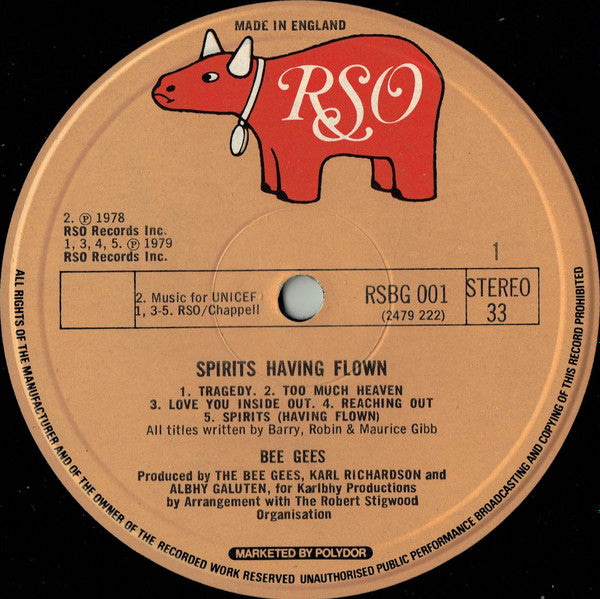 MADE IN ENGLAND
RSO
2. ℗ 1978
RSO Records Inc.
1, 3, 4, 5. ℗ 1979
RSO Records Inc.
1
2. Music for UNICEF
1, 3-5. RSO/Chappell
RSBG 001
(2479 222)
STEREO
33
SPIRITS HAVING FLOWN
1. TRAGEDY. 2. TOO MUCH HEAVEN
3. LOVE YOU INSIDE OUT. 4. REACHING OUT
5. SPIRITS (HAVING FLOWN)
All titles written by Barry, Robin & Maurice Gibb
BEE GEES
Produced by THE BEE GEES, KARL RICHARDSON and
ALBHY GALUTEN, for Karlbhy Productions
by Arrangement with The Robert Stigwood
Organisation
MARKETED BY POLYDOR
ALL RIGHTS OF THE MANUFACTURER AND OF THE OWNER OF THE RECORDED WORK RESERVED UNAUTHORISED PUBLIC PERFORMANCE BROADCASTING AND COPYING OF THIS RECORD PROHIBITED